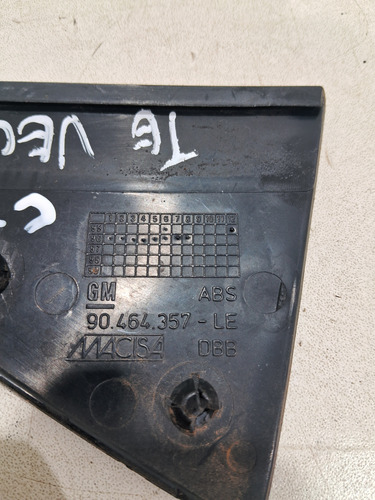 TG
VEC
C
1 2 3 4 5 6 7 8 9 10 11 12
GM ABS
90.464.357-LE
MACISA DBB